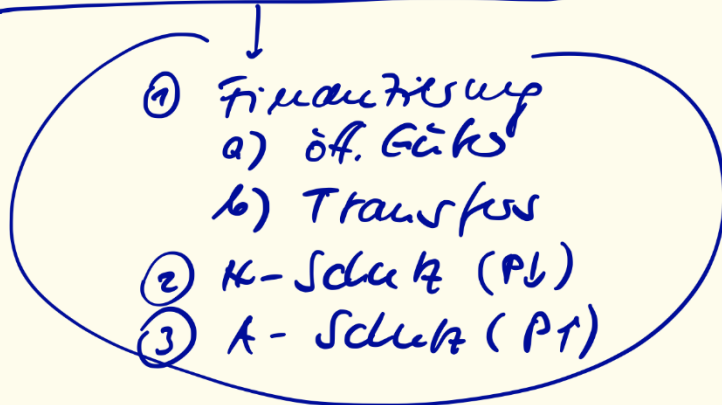 ① Finanzierung
a) öff. Güter
b) Transfers
② K-Schutz (P↓)
③ A-Schutz (P↑)